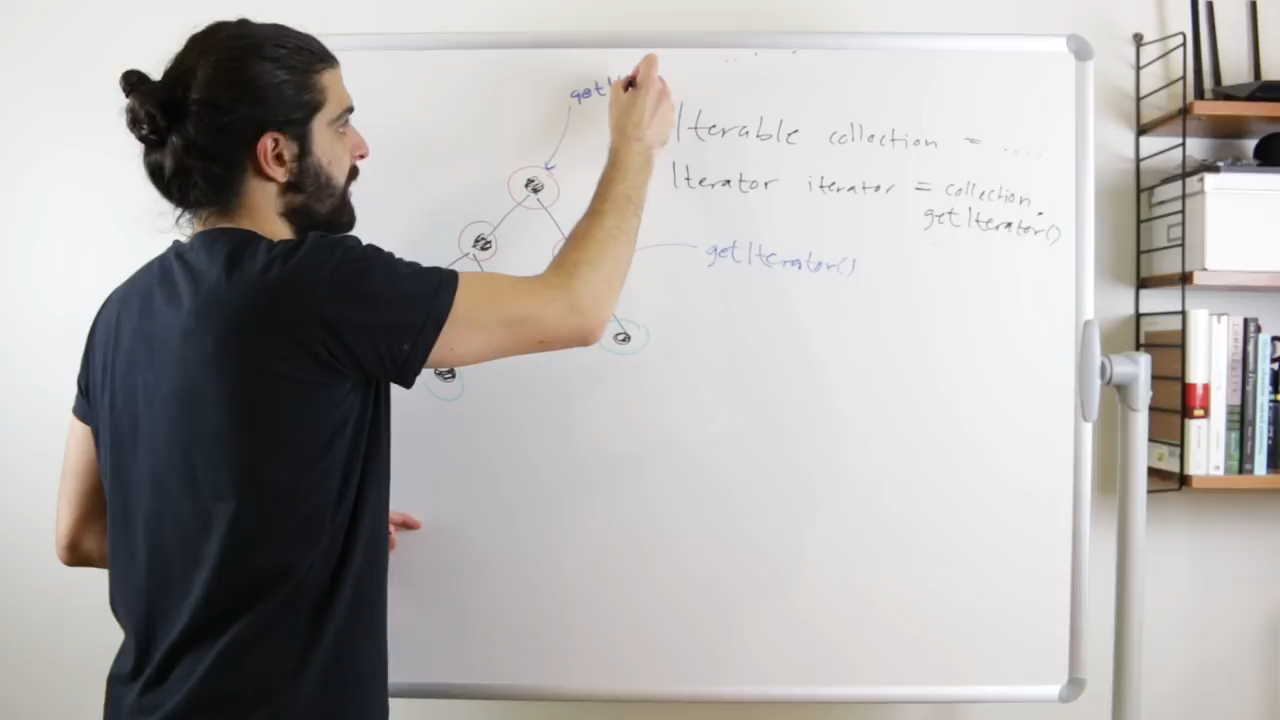 getIt
Iterable collection = ....
Iterator iterator = collection.
getIterator()
getIterator()